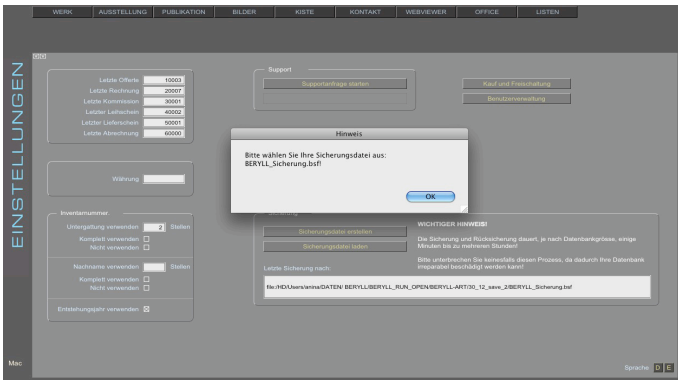 WERK AUSSTELLUNG PUBLIKATION BILDER KISTE KONTAKT WEBVIEWER OFFICE LISTEN
EINSTELLUNGEN
Letzte Offerte 10003
Letzte Rechnung 20007
Letzte Kommission 30001
Letzter Leihschein 40002
Letzter Lieferschein 50001
Letzte Abrechnung 60000
Support
Supportanfrage starten
Kauf und Freischaltung
Benutzerverwaltung
Hinweis
Bitte wählen Sie Ihre Sicherungsdatei aus:
BERYLL_Sicherung.bsf!
OK
Währung
Inventarnummer:
Untergattung verwenden 2 Stellen
Komplett verwenden
Nicht verwenden
Nachname verwenden Stellen
Komplett verwenden
Nicht verwenden
Entstehungsjahr verwenden
Sicherung
Sicherungsdatei erstellen
Sicherungsdatei laden
WICHTIGER HINWEIS!
Die Sicherung und Rücksicherung dauert, je nach Datenbankgrösse, einige
Minuten bis zu mehreren Stunden!
Bitte unterbrechen Sie keinesfalls diesen Prozess, da dadurch Ihre Datenbank
Irreparabel beschädigt werden kann!
Letzte Sicherung nach:
file:/HD/Users/anina/DATEN/ BERYLL/BERYLL_RUN_OPEN/BERYLL-ART/30_12_save_2/BERYLL_Sicherung.bsf
Mac
Sprache D E